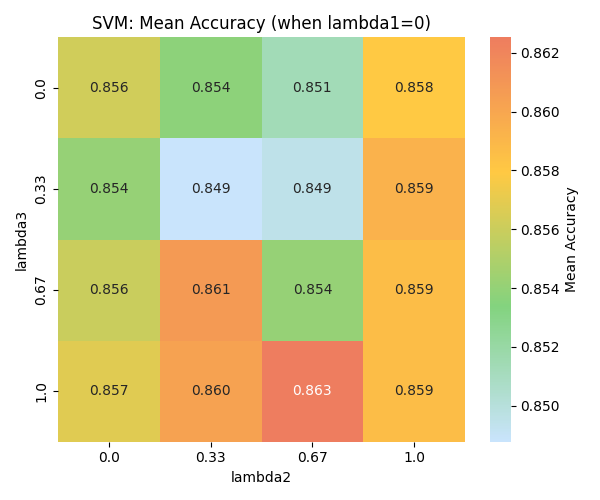 SVM: Mean Accuracy (when lambda1=0)
0.0 0.856 0.854 0.851 0.858
0.33 0.854 0.849 0.849 0.859
0.67 0.856 0.861 0.854 0.859
1.0 0.857 0.860 0.863 0.859
0.0 0.33 0.67 1.0
lambda2
lambda3
0.862
0.860
0.858
0.856
0.854
0.852
0.850
Mean Accuracy